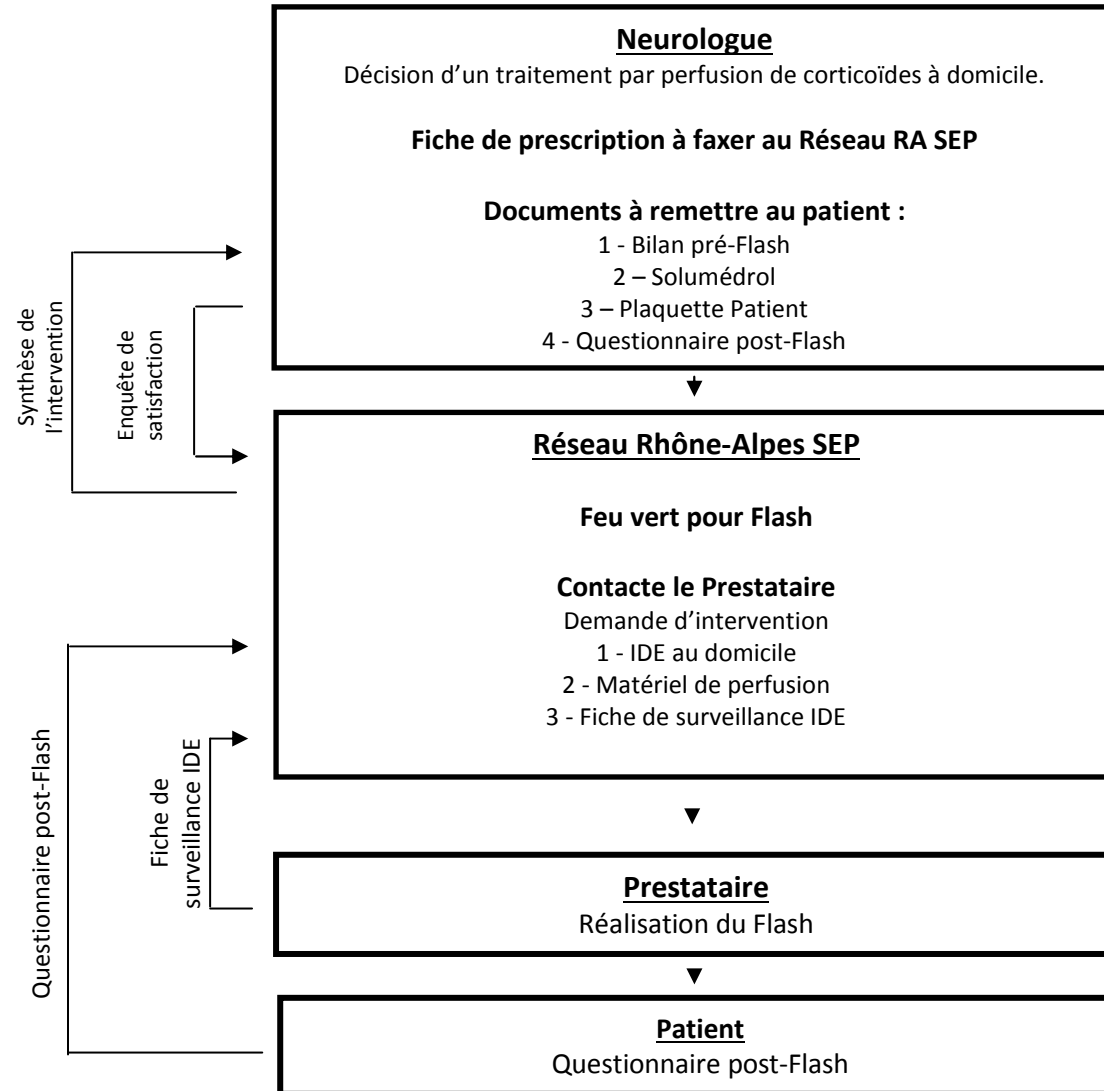 Neurologue
Décision d’un traitement par perfusion de corticoïdes à domicile.
Fiche de prescription à faxer au Réseau RA SEP
Documents à remettre au patient :
1 - Bilan pré-Flash
2 – Solumédrol
3 – Plaquette Patient
4 - Questionnaire post-Flash
Synthèse de
l’intervention
Enquête de
satisfaction
Réseau Rhône-Alpes SEP
Feu vert pour Flash
Contacte le Prestataire
Demande d’intervention
1 - IDE au domicile
2 - Matériel de perfusion
3 - Fiche de surveillance IDE
Questionnaire post-Flash
Fiche de
surveillance IDE
Prestataire
Réalisation du Flash
Patient
Questionnaire post-Flash